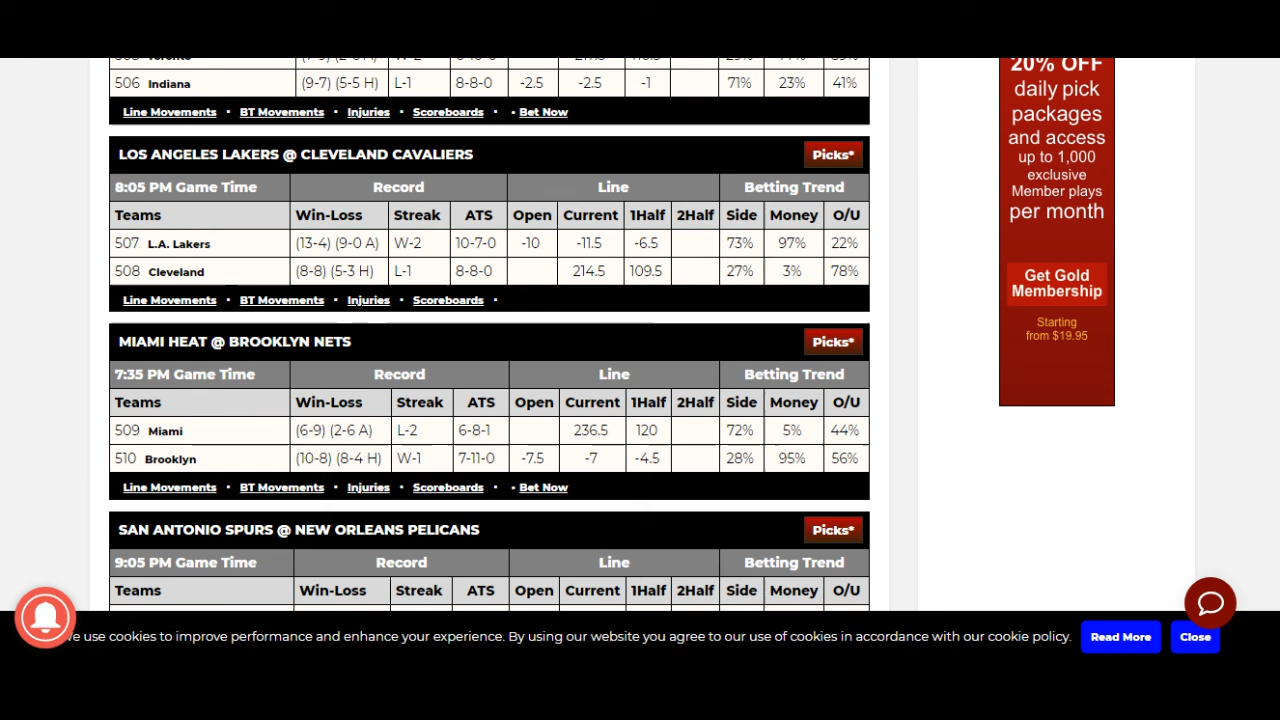 506 Indiana (9-7) (5-5 H) L-1 8-8-0 -2.5 -2.5 -1 71% 23% 41%
Line Movements · BT Movements · Injuries · Scoreboards · • Bet Now
LOS ANGELES LAKERS @ CLEVELAND CAVALIERS Picks*
8:05 PM Game Time Record Line Betting Trend
Teams Win-Loss Streak ATS Open Current 1Half 2Half Side Money O/U
507 L.A. Lakers (13-4) (9-0 A) W-2 10-7-0 -10 -11.5 -6.5 73% 97% 22%
508 Cleveland (8-8) (5-3 H) L-1 8-8-0 214.5 109.5 27% 3% 78%
Line Movements · BT Movements · Injuries · Scoreboards ·
MIAMI HEAT @ BROOKLYN NETS Picks*
7:35 PM Game Time Record Line Betting Trend
Teams Win-Loss Streak ATS Open Current 1Half 2Half Side Money O/U
509 Miami (6-9) (2-6 A) L-2 6-8-1 236.5 120 72% 5% 44%
510 Brooklyn (10-8) (8-4 H) W-1 7-11-0 -7.5 -7 -4.5 28% 95% 56%
Line Movements · BT Movements · Injuries · Scoreboards · • Bet Now
SAN ANTONIO SPURS @ NEW ORLEANS PELICANS Picks*
9:05 PM Game Time Record Line Betting Trend
Teams Win-Loss Streak ATS Open Current 1Half 2Half Side Money O/U
20% OFF
daily pick
packages
and access
up to 1,000
exclusive
Member plays
per month
Get Gold
Membership
Starting
from $19.95
use cookies to improve performance and enhance your experience. By using our website you agree to our use of cookies in accordance with our cookie policy. Read More Close